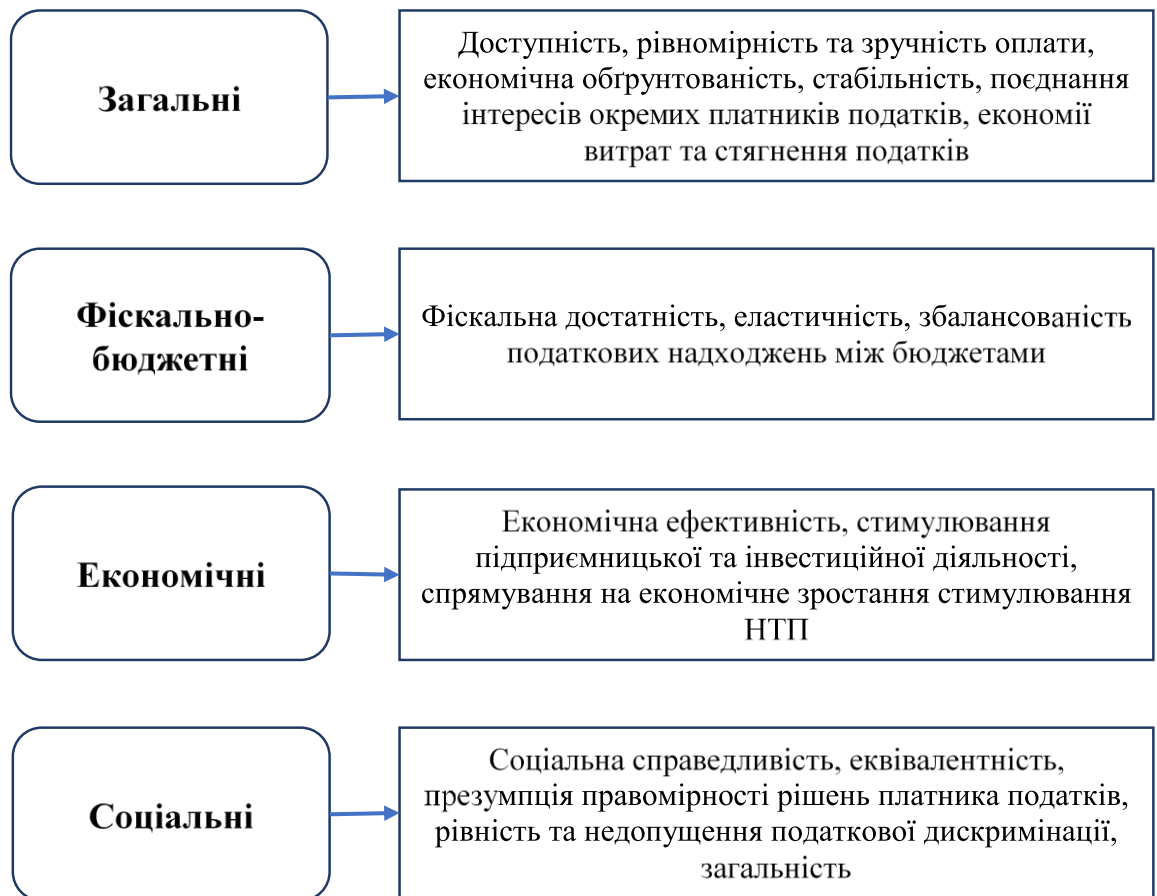 Загальні
Доступність, рівномірність та зручність оплати,
економічна обґрунтованість, стабільність, поєднання
інтересів окремих платників податків, економії
витрат та стягнення податків
Фіскально-
бюджетні
Фіскальна достатність, еластичність, збалансованість
податкових надходжень між бюджетами
Економічні
Економічна ефективність, стимулювання
підприємницької та інвестиційної діяльності,
спрямування на економічне зростання стимулювання
НТП
Соціальні
Соціальна справедливість, еквівалентність,
презумпція правомірності рішень платника податків,
рівність та недопущення податкової дискримінації,
загальність